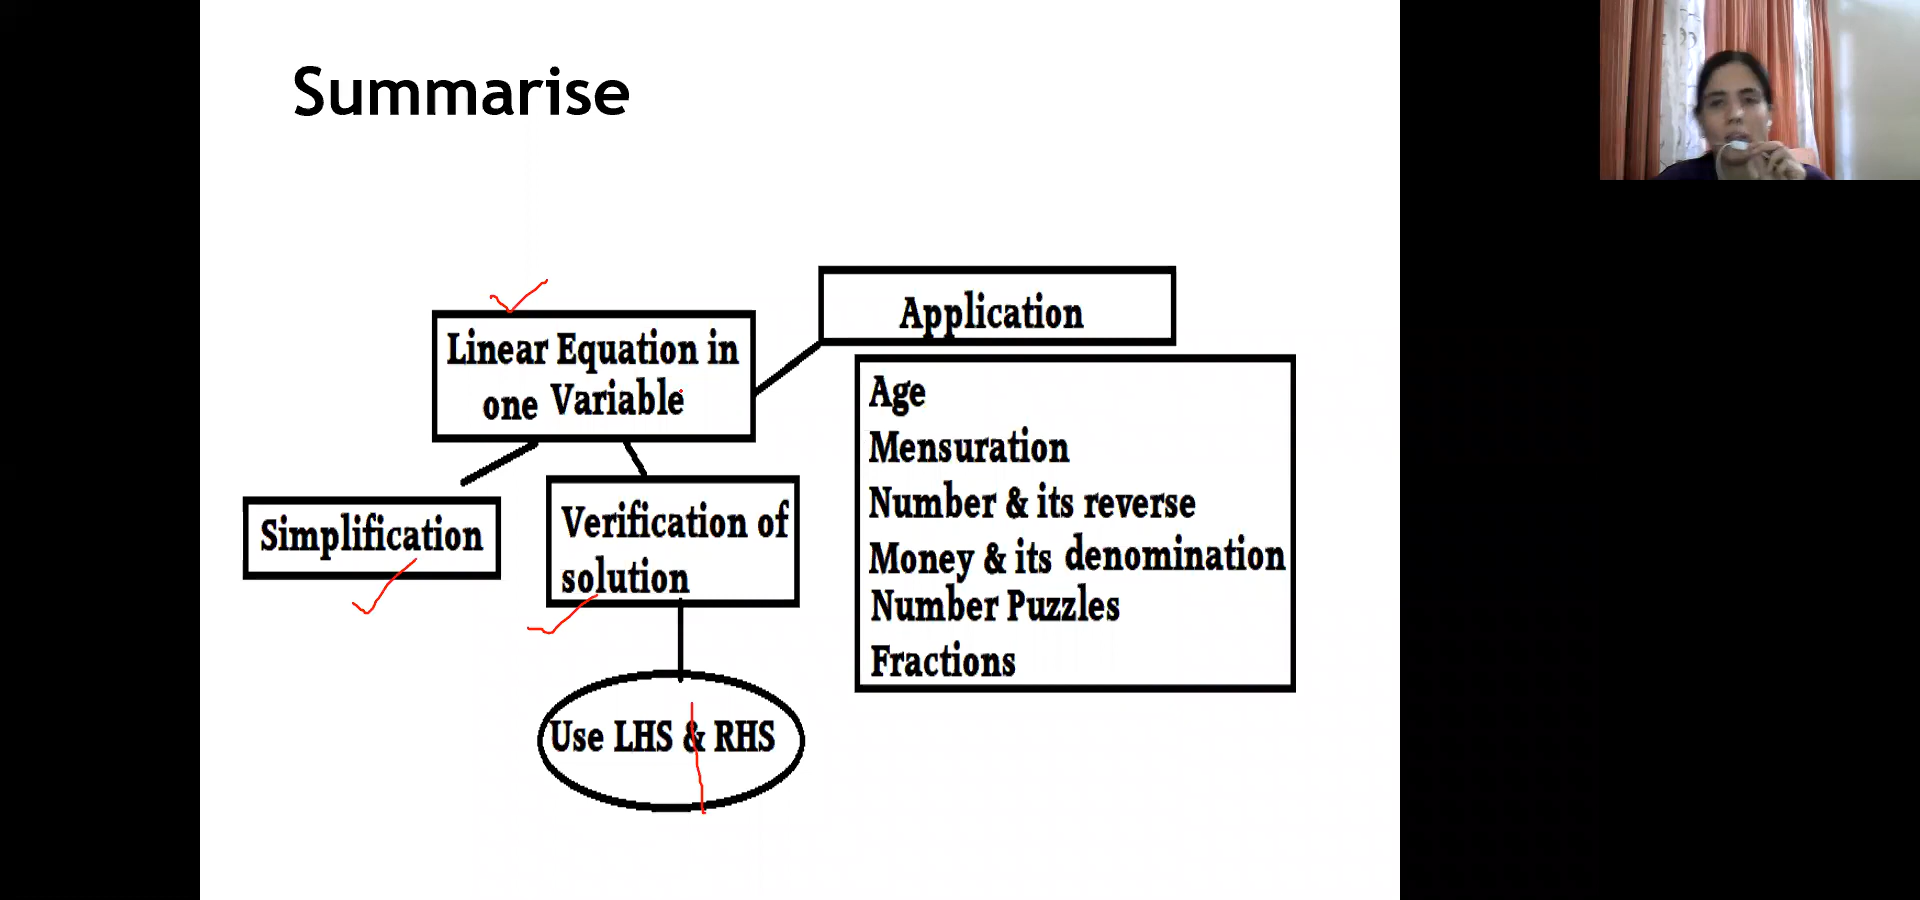 Summarise
Linear Equation in
one Variable
Application
Age
Mensuration
Number & its reverse
Money & its denomination
Number Puzzles
Fractions
Simplification
Verification of
solution
Use LHS & RHS